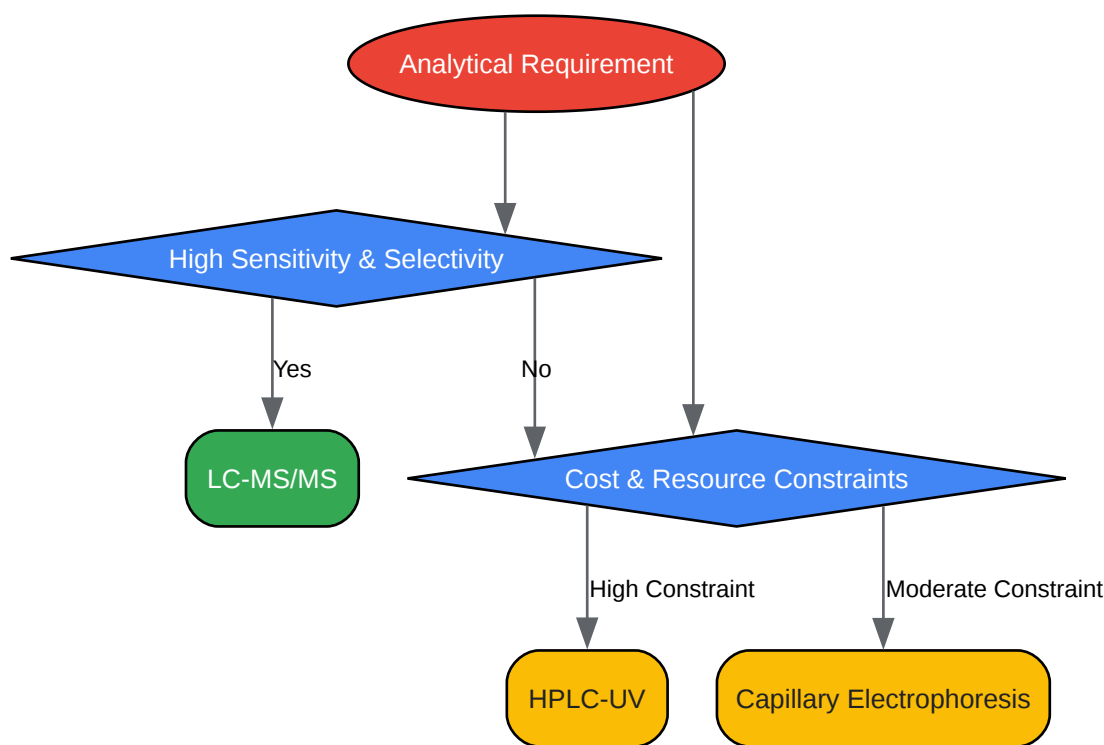 Analytical Requirement
High Sensitivity & Selectivity
Yes
No
LC-MS/MS
Cost & Resource Constraints
High Constraint
Moderate Constraint
HPLC-UV
Capillary Electrophoresis